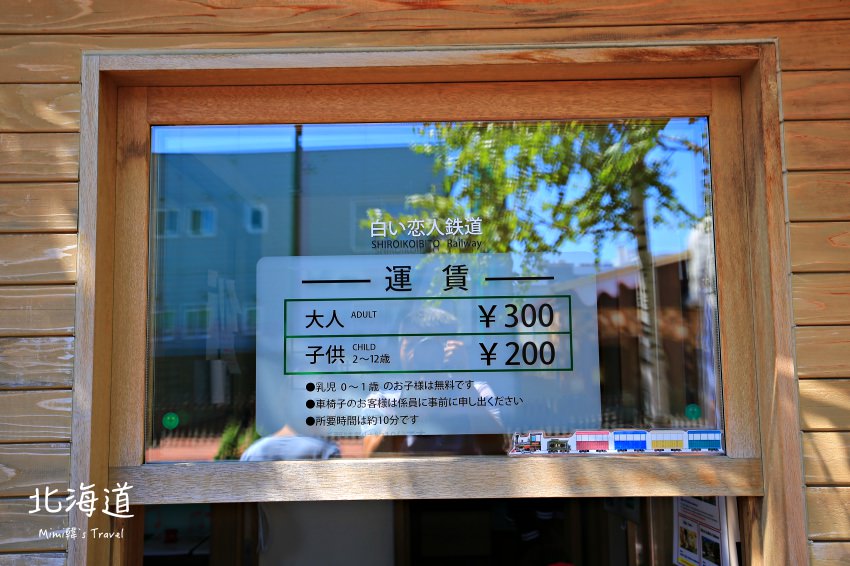 白い恋人鉄道
SHIROIKOIBITO Railway
運賃
大人 ADULT ￥300
子供 CHILD 2～12歳 ￥200
●乳児 0～1歳 のお子様は無料です
●車椅子のお客様は係員に事前に申し出ください
●所要時間は約10分です
北海道
Mimi韓's Travel